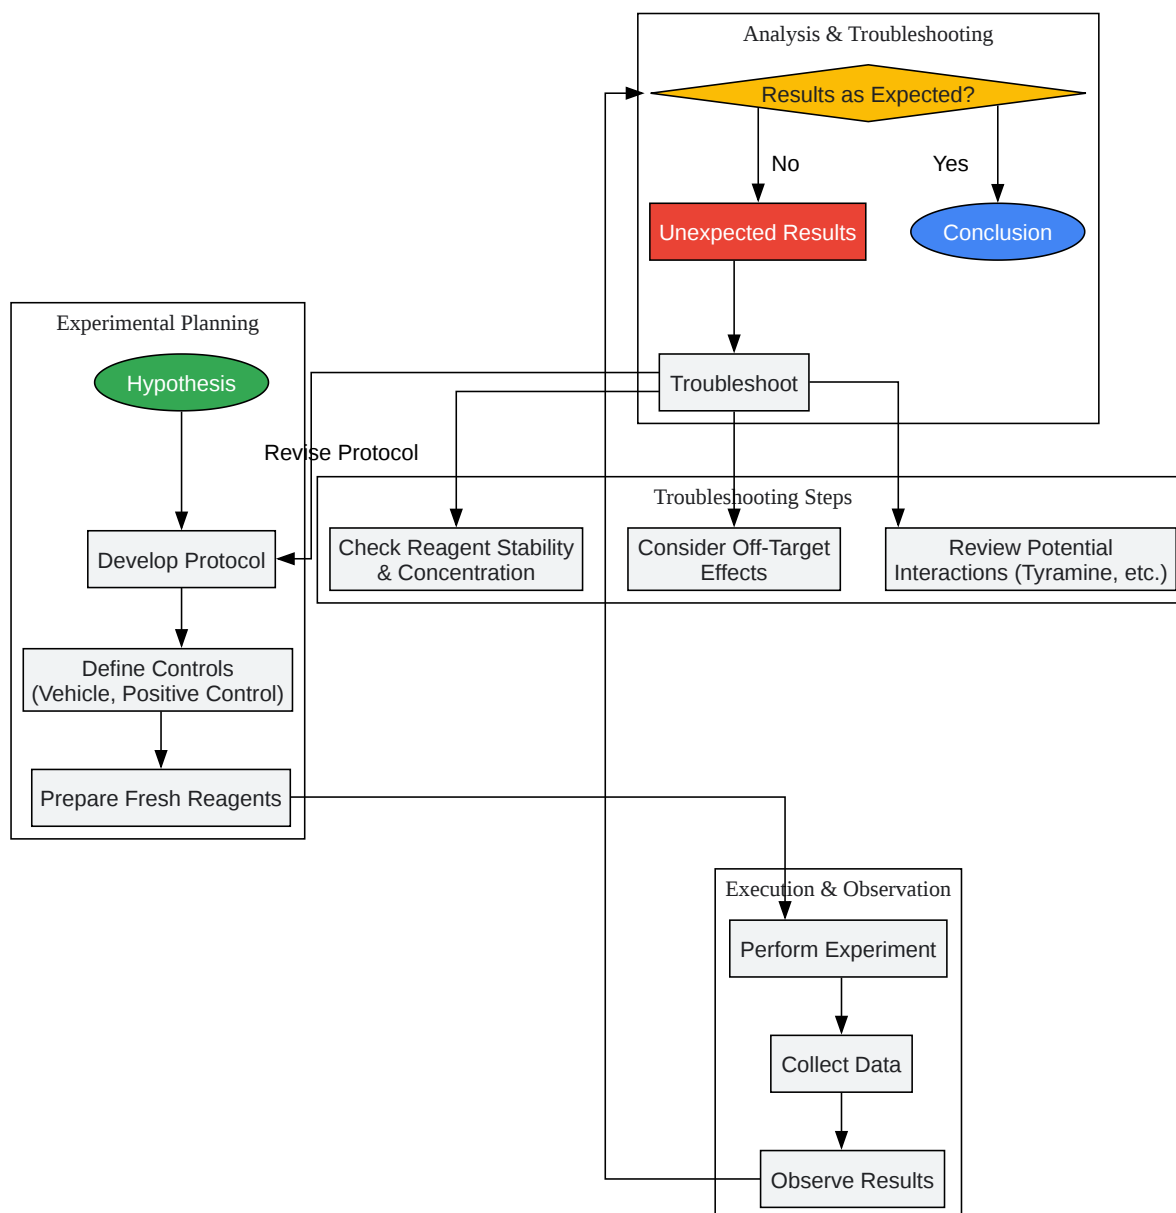 Analysis & Troubleshooting
Results as Expected?
No
Yes
Unexpected Results
Conclusion
Experimental Planning
Hypothesis
Troubleshoot
Revise Protocol
Troubleshooting Steps
Develop Protocol
Check Reagent Stability
& Concentration
Consider Off-Target
Effects
Review Potential
Interactions (Tyramine, etc.)
Define Controls
(Vehicle, Positive Control)
Prepare Fresh Reagents
Execution & Observation
Perform Experiment
Collect Data
Observe Results